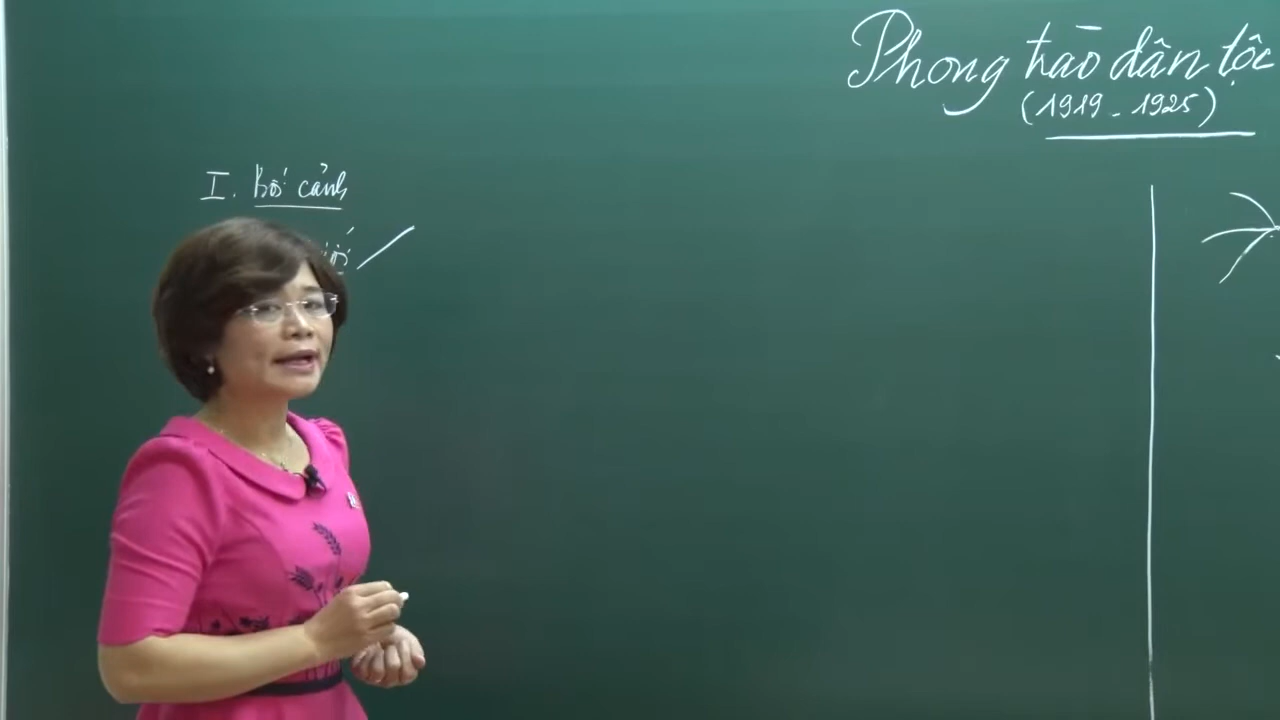 Phong trào dân tộc
(1919 - 1925)
I. Bối cảnh